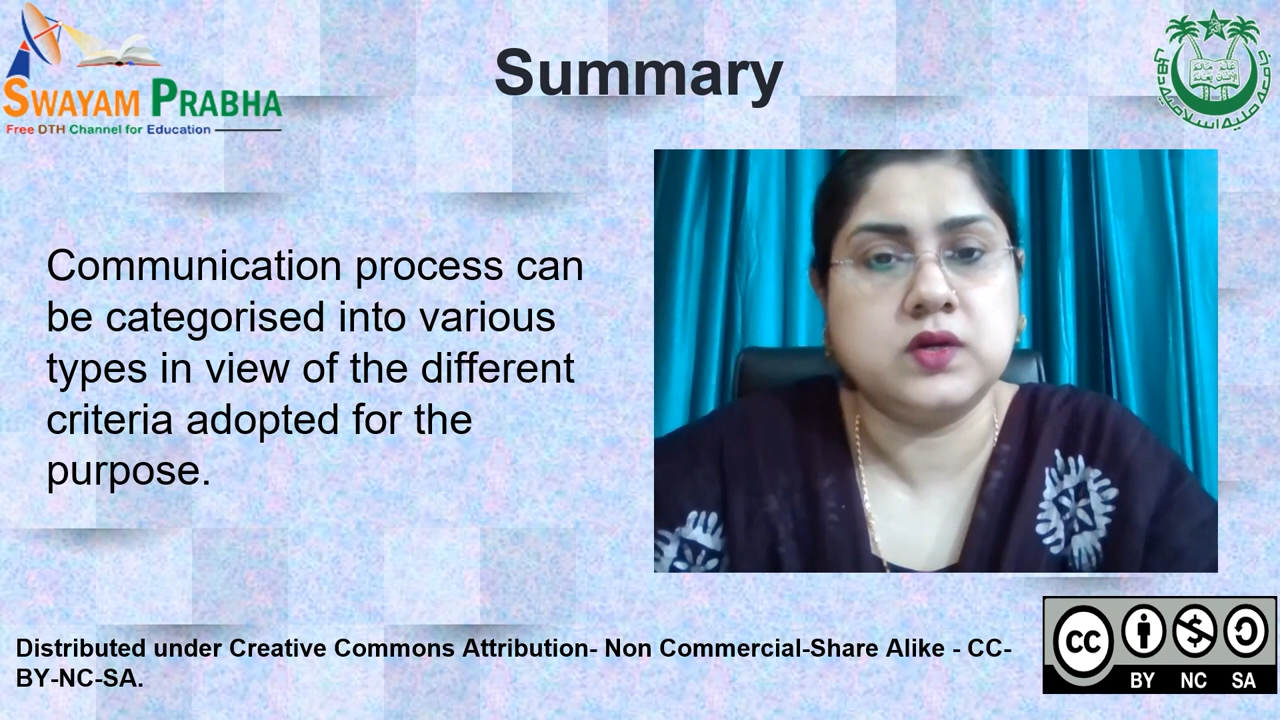 Summary
SWAYAM PRABHA
Free DTH Channel for Education
Communication process can
be categorised into various
types in view of the different
criteria adopted for the
purpose.
Distributed under Creative Commons Attribution- Non Commercial-Share Alike - CC-
BY-NC-SA.
cc
BY NC SA